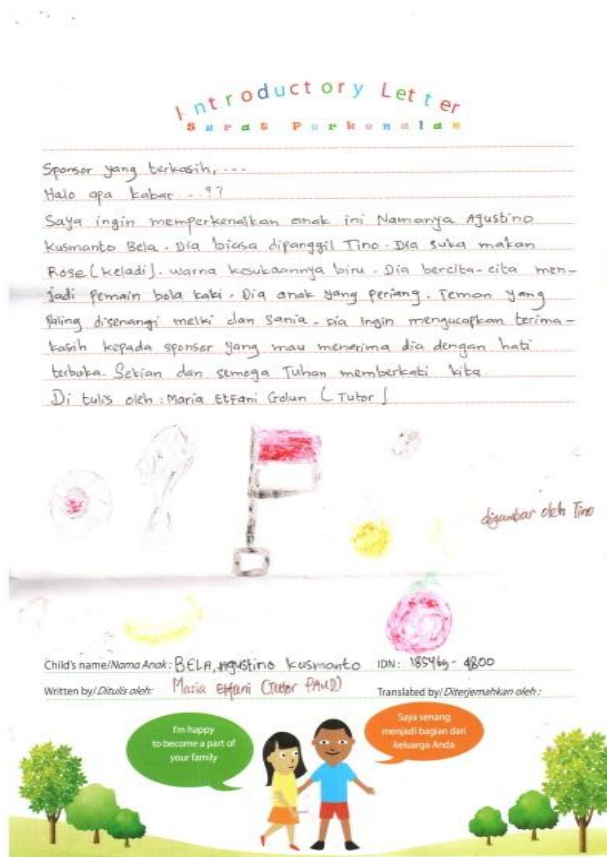 Introductory Letter
Surat Perkenalan
Sponsor yang terkasih, ---
Halo apa kabar - - ??
Saya ingin memperkenalkan anak ini Namanya Agustino
Kusmanto Bela. Dia biasa dipanggil Tino. Dia suka makan
Rose (keladi). warna kesukaannya biru. Dia bercita-cita men-
jadi pemain bola kaki. Dia anak yang periang. Teman yang
paling disenangi melki dan sania. Dia ingin mengucapkan terima-
kasih kepada sponsor yang mau menerima dia dengan hati
terbuka. Sekian dan semoga Tuhan memberkati kita
Di tulis oleh : Maria Etfani Golun ( Tutor )
digambar oleh Tino
Child's name/Nama Anak : BELA, Agustino kusmanto IDN : 185469 - 4800
Written by/Ditulis oleh: Maria Etfani (Tutor PAUD) Translated by/Diterjemahkan oleh :
I'm happy
to become a part of
your family
Saya senang
menjadi bagian dari
keluarga Anda